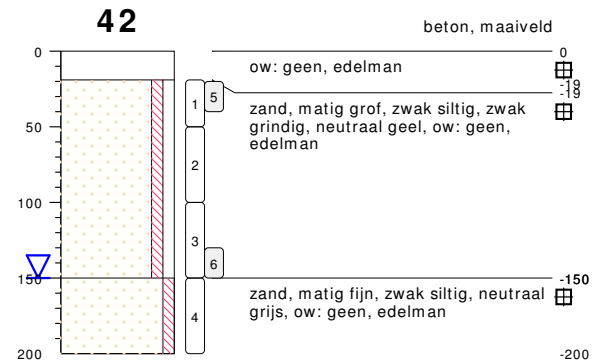 42
beton, maaiveld
0
0
ow: geen, edelman
-19
-19
1
5
zand, matig grof, zwak siltig, zwak
grindig, neutraal geel, ow: geen,
edelman
50
2
100
3
6
150
-150
zand, matig fijn, zwak siltig, neutraal
grijs, ow: geen, edelman
4
200
-200